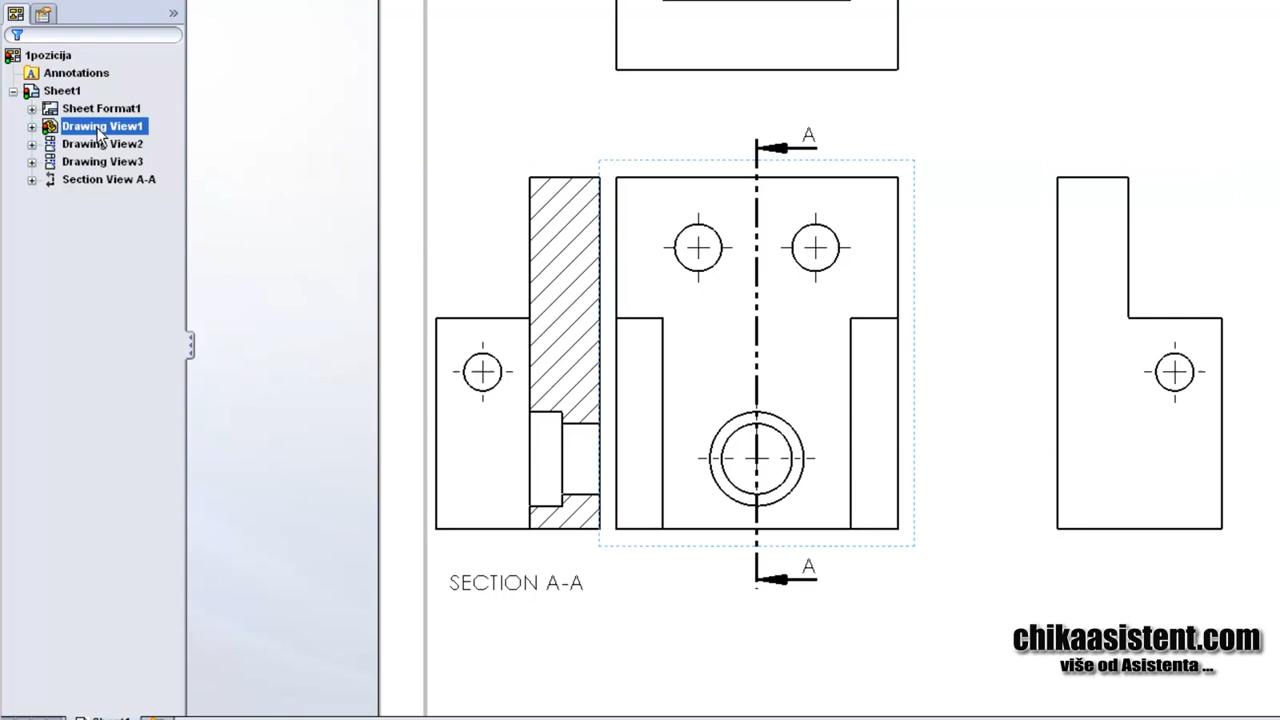 1pozicija
Annotations
Sheet1
Sheet Format1
Drawing View1
Drawing View2
Drawing View3
Section View A-A
A
A
SECTION A-A
chikaasistent.com
više od Asistenta ...